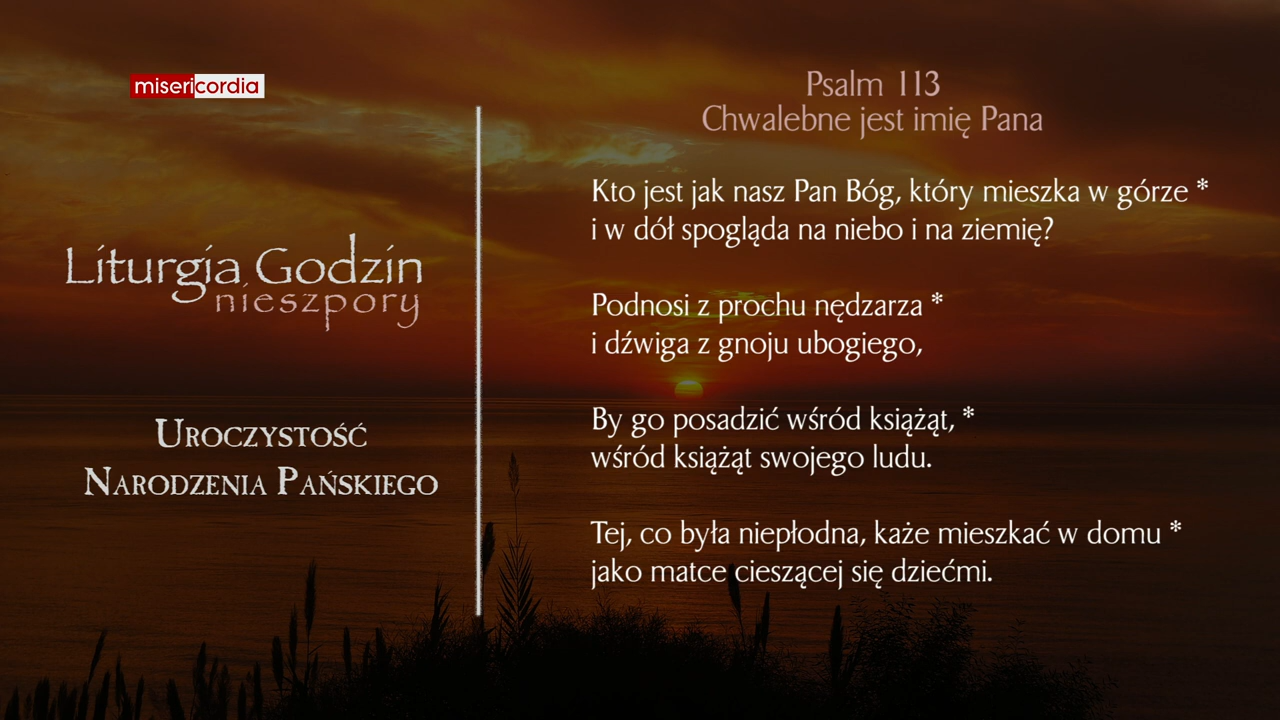 misericordia
Liturgia Godzin
nieszpory
Uroczystość
Narodzenia Pańskiego
Psalm 113
Chwalebne jest imię Pana
Kto jest jak nasz Pan Bóg, który mieszka w górze *
i w dół spogląda na niebo i na ziemię?
Podnosi z prochu nędzarza *
i dźwiga z gnoju ubogiego,
By go posadzić wśród książąt, *
wśród książąt swojego ludu.
Tej, co była niepłodna, każe mieszkać w domu *
jako matce cieszącej się dziećmi.